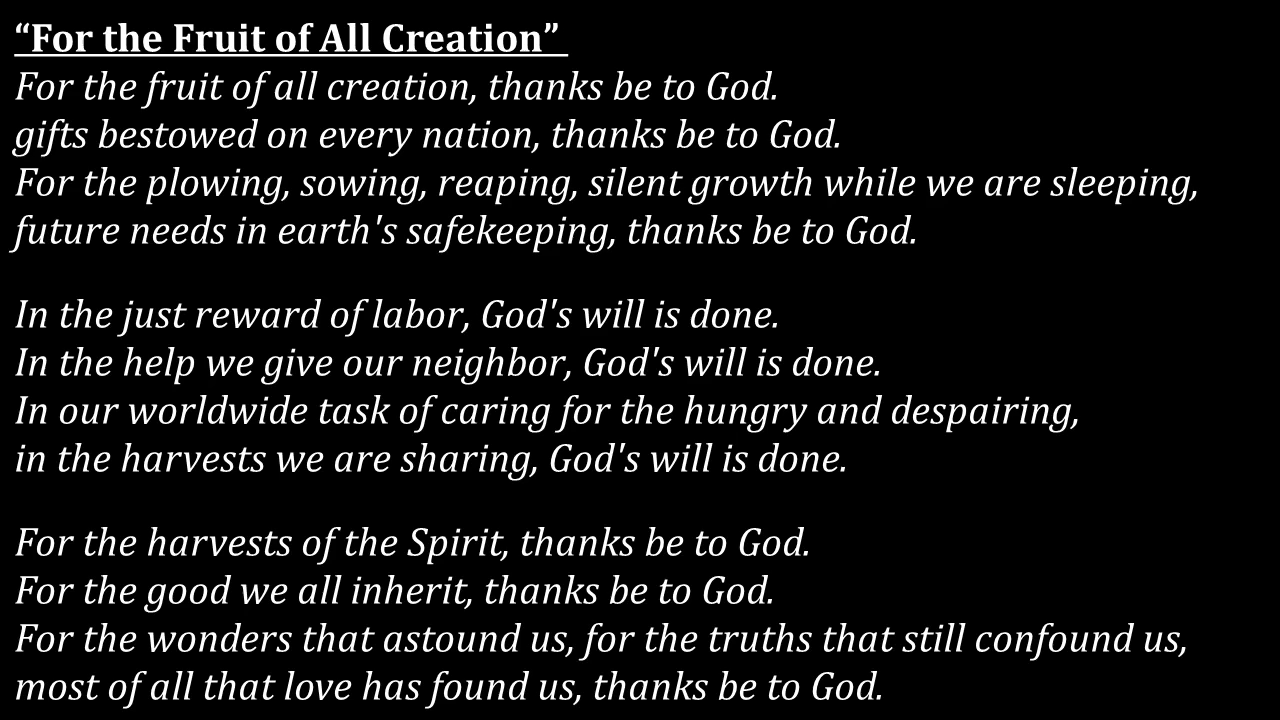 “For the Fruit of All Creation”
For the fruit of all creation, thanks be to God.
gifts bestowed on every nation, thanks be to God.
For the plowing, sowing, reaping, silent growth while we are sleeping,
future needs in earth's safekeeping, thanks be to God.
In the just reward of labor, God's will is done.
In the help we give our neighbor, God's will is done.
In our worldwide task of caring for the hungry and despairing,
in the harvests we are sharing, God's will is done.
For the harvests of the Spirit, thanks be to God.
For the good we all inherit, thanks be to God.
For the wonders that astound us, for the truths that still confound us,
most of all that love has found us, thanks be to God.